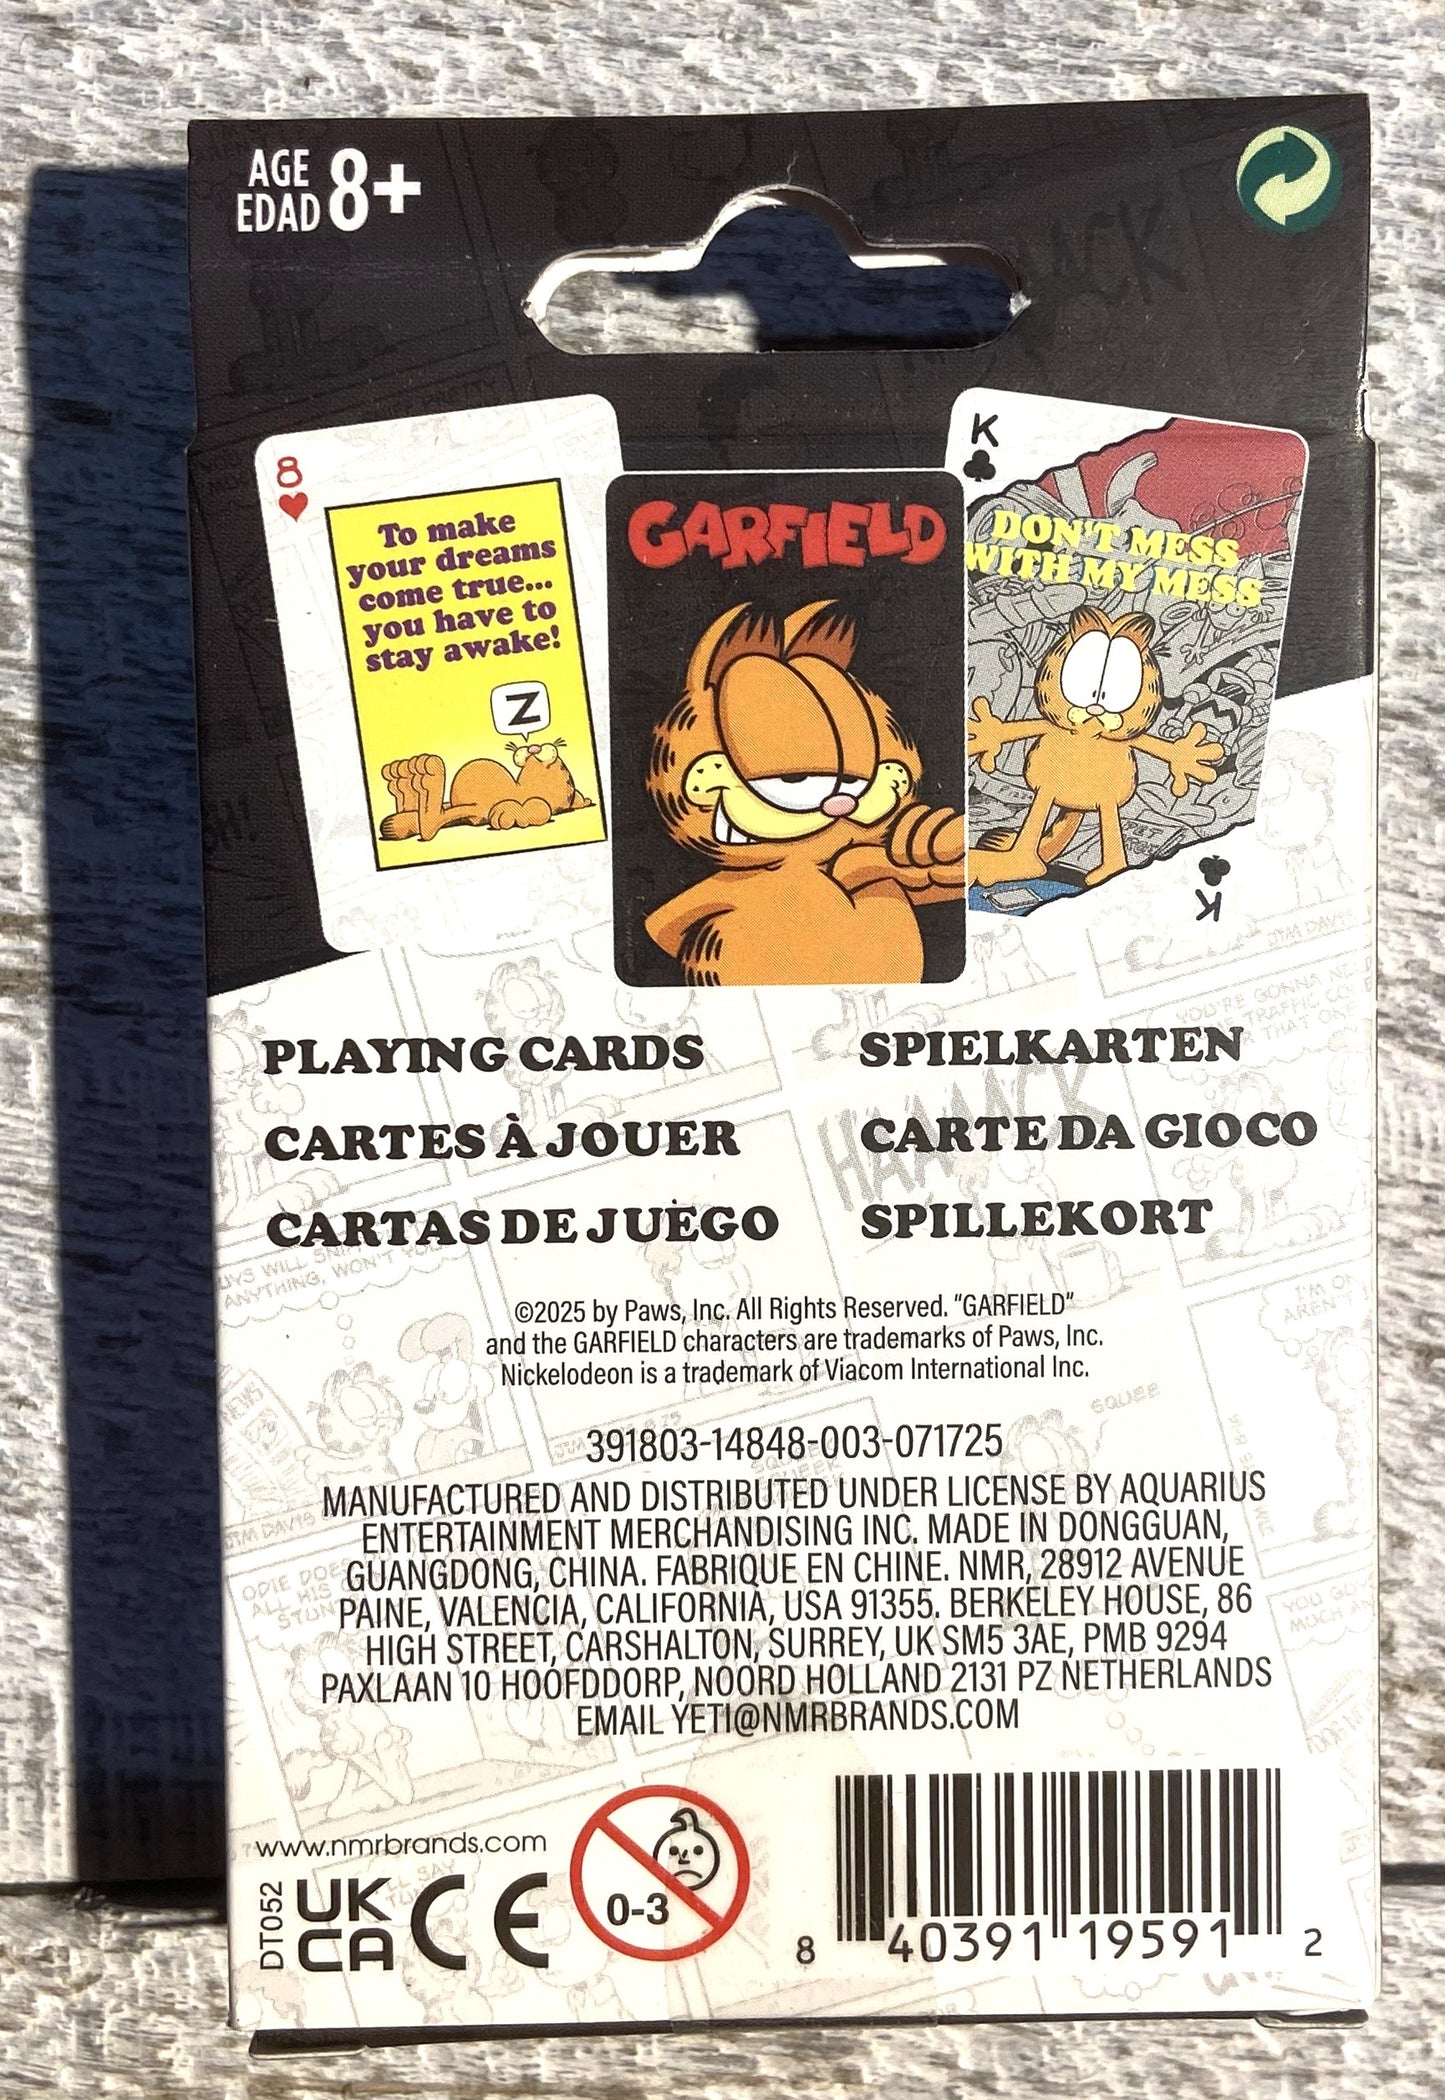 AGE
EDAD 8+
8
To make
your dreams
come true...
you have to
stay awake!
Z
GARFIELD
K
DON'T MESS
WITH MY MESS
K
PLAYING CARDS
CARTES À JOUER
CARTAS DE JUEGO
SPIELKARTEN
CARTE DA GIOCO
SPILLEKORT
©2025 by Paws, Inc. All Rights Reserved. "GARFIELD"
and the GARFIELD characters are trademarks of Paws, Inc.
Nickelodeon is a trademark of Viacom International Inc.
391803-14848-003-071725
MANUFACTURED AND DISTRIBUTED UNDER LICENSE BY AQUARIUS
ENTERTAINMENT MERCHANDISING INC. MADE IN DONGGUAN,
GUANGDONG, CHINA. FABRIQUE EN CHINE. NMR, 28912 AVENUE
PAINE, VALENCIA, CALIFORNIA, USA 91355. BERKELEY HOUSE, 86
HIGH STREET, CARSHALTON, SURREY, UK SM5 3AE, PMB 9294
PAXLAAN 10 HOOFDDORP, NOORD HOLLAND 2131 PZ NETHERLANDS
EMAIL YETI@NMRBRANDS.COM
www.nmrbrands.com
DT052
UK
CA
CE
0-3
8 40391 19591 2